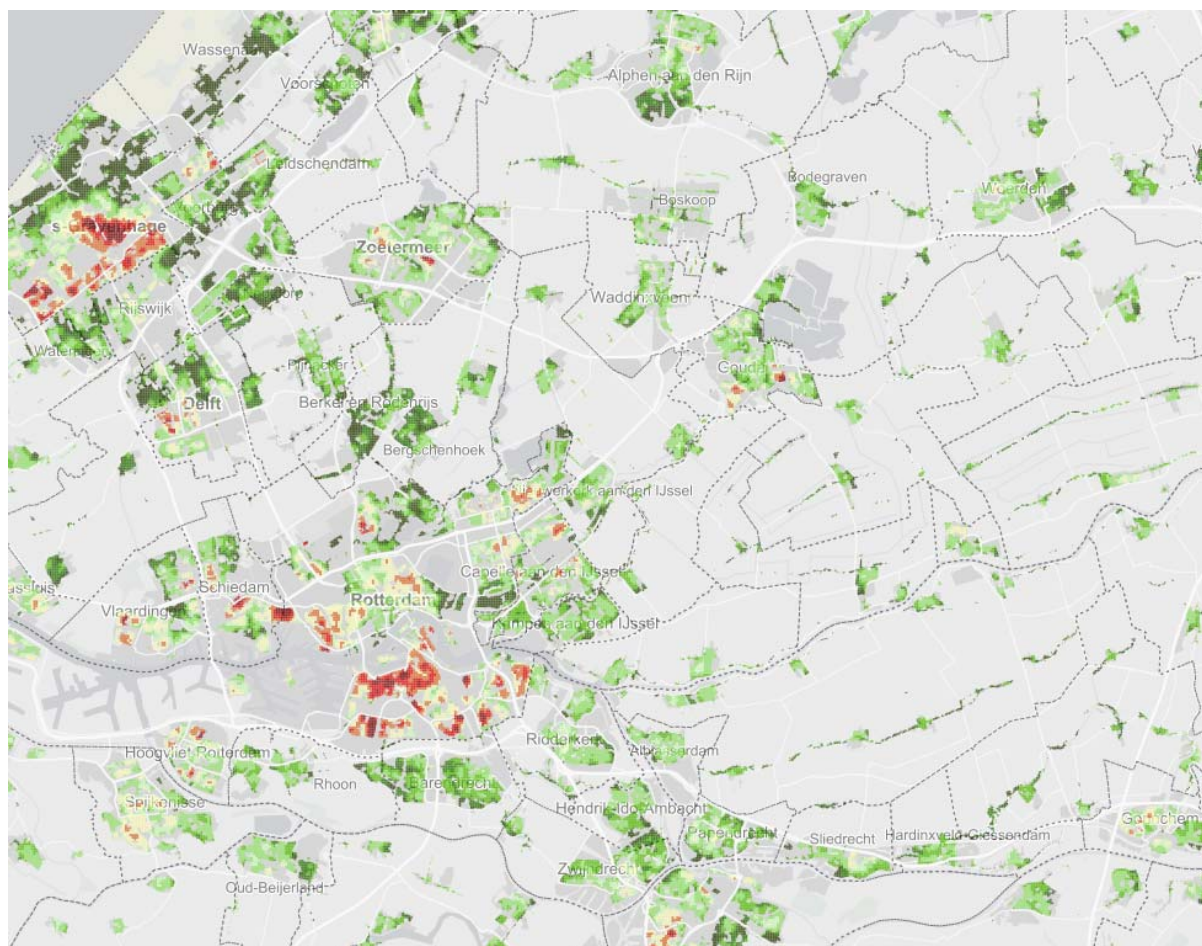 Wassenaar
Voorschoten
Alphen aan den Rijn
Leidschendam
Bodegraven
Woerden
Boskoop
s-Gravenhage
Zoetermeer
Rijswijk
Waddinxveen
Delft
Gouda
Berkel en Rodenrijs
Bergschenhoek
Capelle aan den IJssel
Schiedam
Rotterdam
Vlaardingen
Krimpen aan den IJssel
Ridderkerk
Alblasserdam
Hoogvliet Rotterdam
Rhoon
Barendrecht
Spijkenisse
Hendrik-Ido-Ambacht
Papendrecht
Sliedrecht
Hardinxveld-Giessendam
Gorinchem
Zwijndrecht
Oud-Beijerland